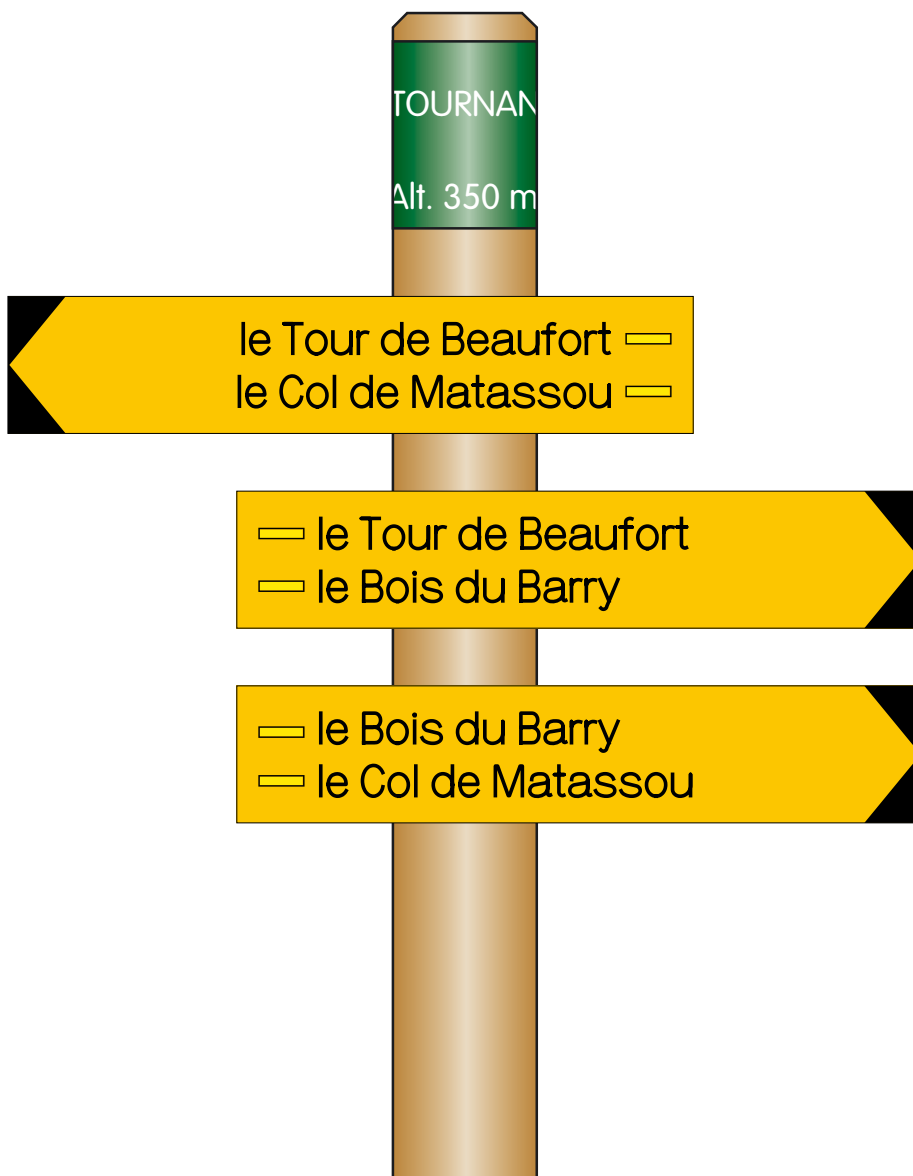 TOURNAN
Alt. 350 m
le Tour de Beaufort
le Col de Matassou
le Tour de Beaufort
le Bois du Barry
le Bois du Barry
le Col de Matassou